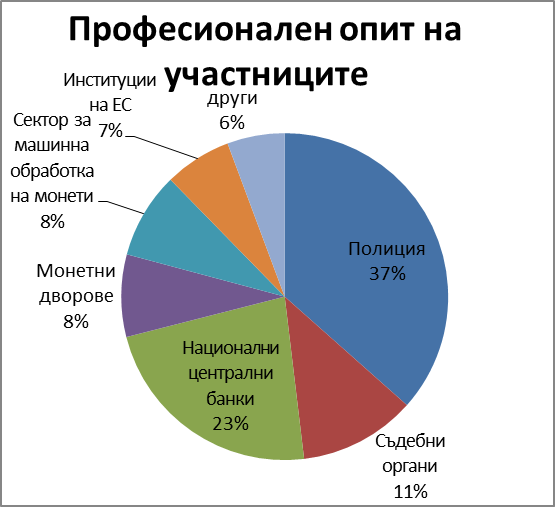 Професионален опит на
участниците
Институции
на ЕС
7%
други
6%
Сектор за
машинна
обработка
на монети
8%
Полиция
37%
Монетни
дворове
8%
Национални
централни
банки
23%
Съдебни
органи
11%